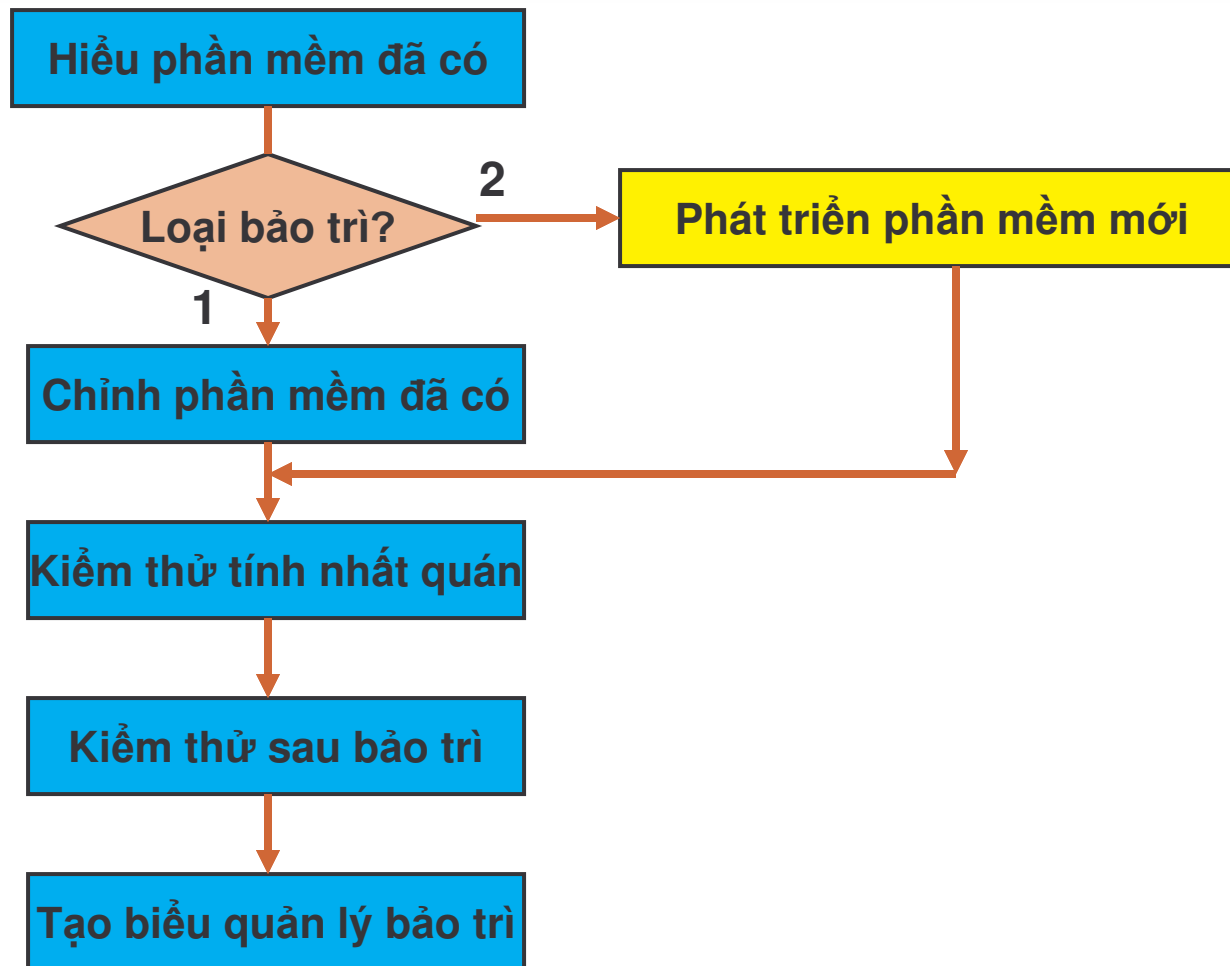 Hiểu phần mềm đã có
2
Loại bảo trì?
Phát triển phần mềm mới
1
Chỉnh phần mềm đã có
Kiểm thử tính nhất quán
Kiểm thử sau bảo trì
Tạo biểu quản lý bảo trì